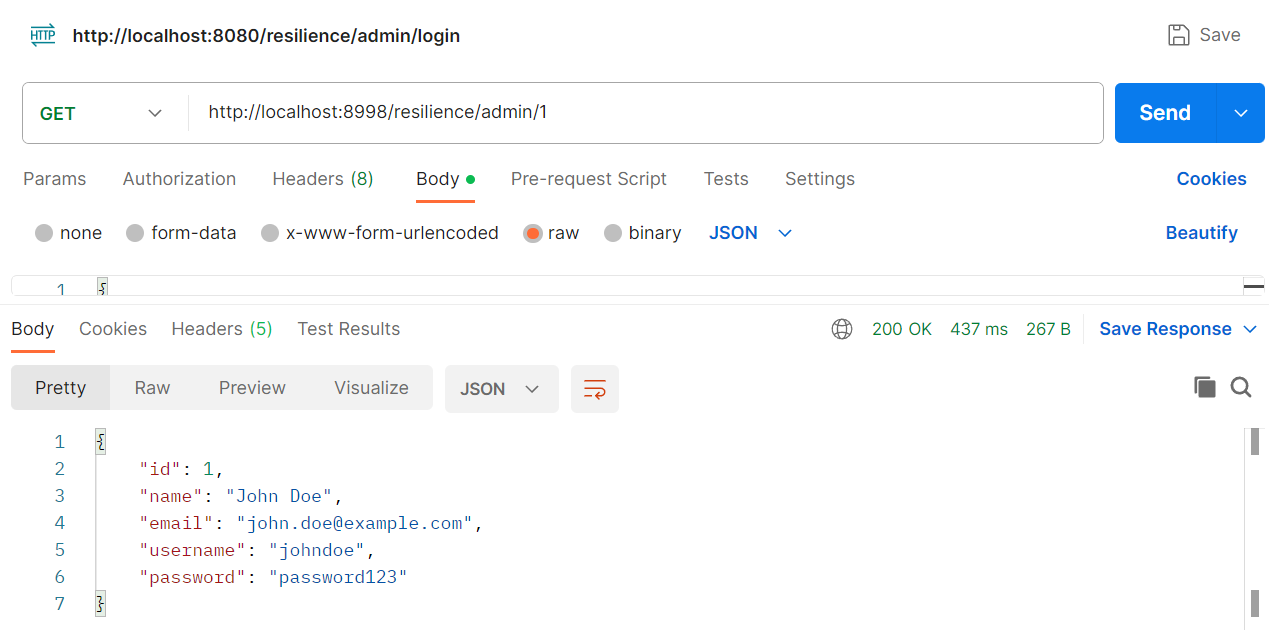 HTTP http://localhost:8080/resilience/admin/login Save
GET http://localhost:8998/resilience/admin/1 Send
Params Authorization Headers (8) Body Pre-request Script Tests Settings Cookies
none form-data x-www-form-urlencoded raw binary JSON Beautify
1 {
Body Cookies Headers (5) Test Results 200 OK 437 ms 267 B Save Response
Pretty Raw Preview Visualize JSON
1 {
2 "id": 1,
3 "name": "John Doe",
4 "email": "john.doe@example.com",
5 "username": "johndoe",
6 "password": "password123"
7 }